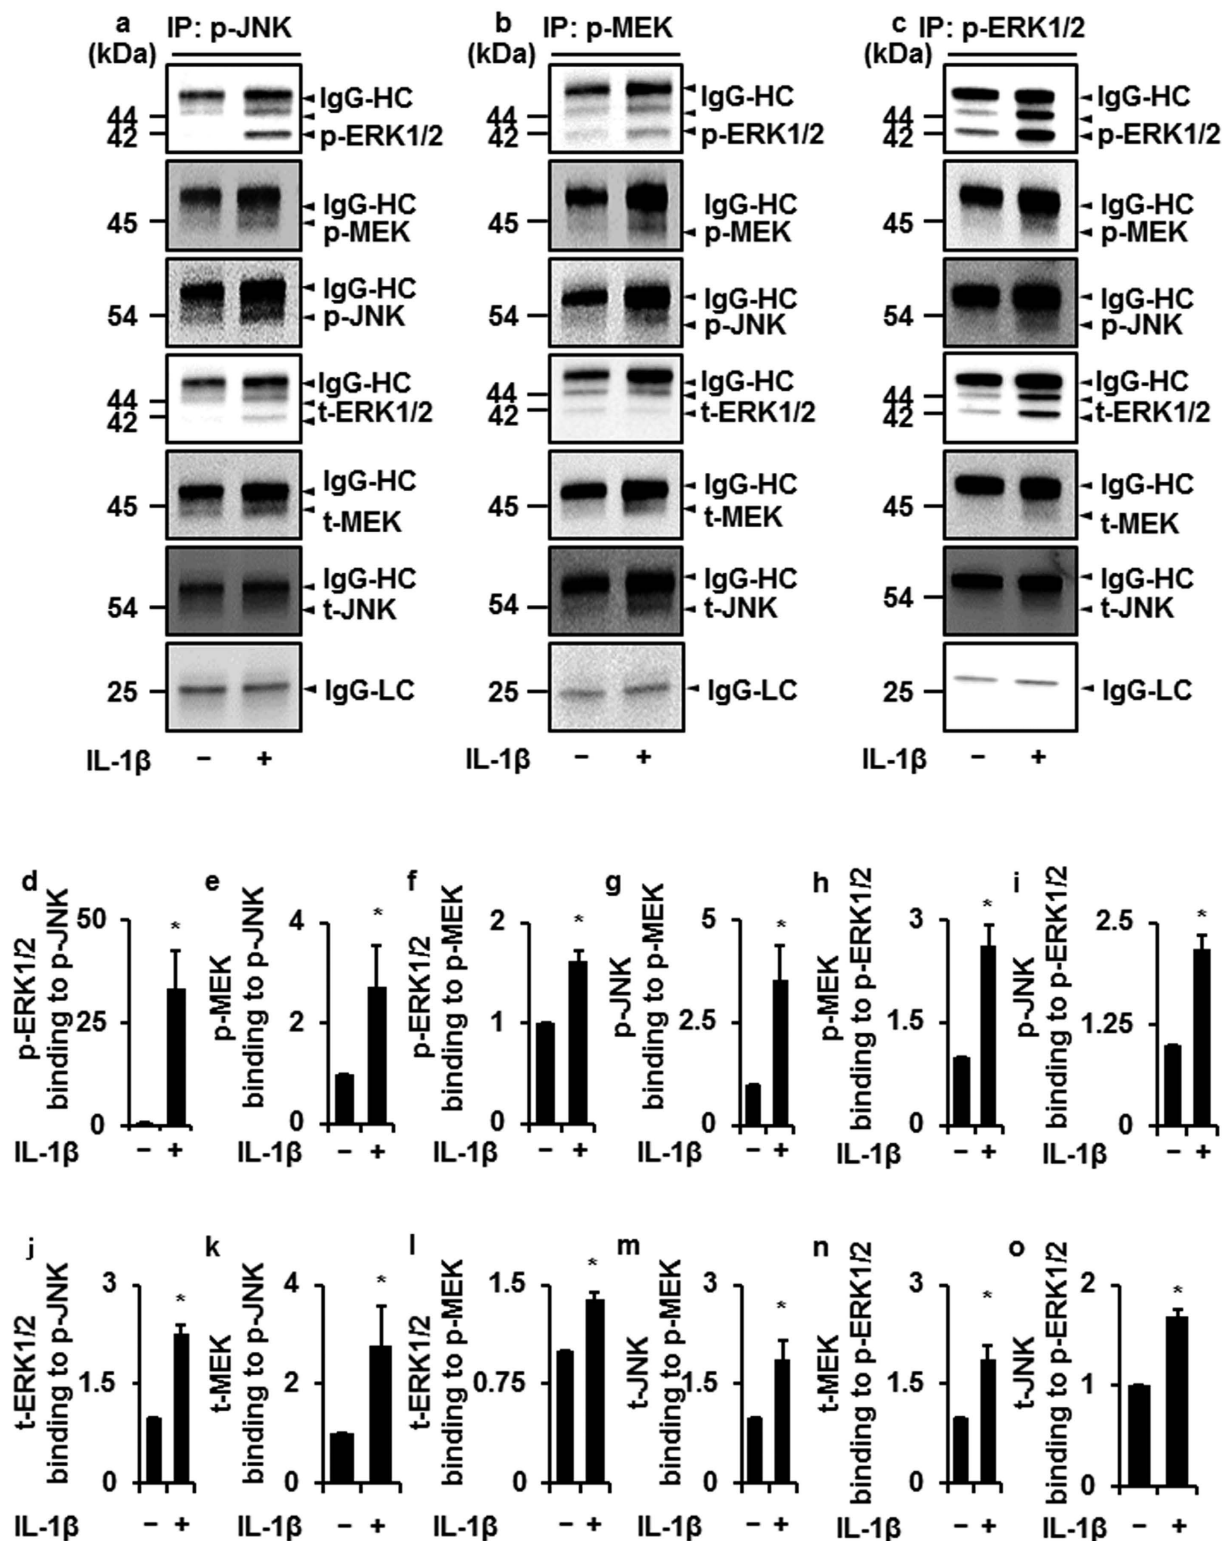 a
IP: p-JNK
(kDa)
IgG-HC
44
42
p-ERK1/2
IgG-HC
45
p-MEK
IgG-HC
54
p-JNK
IgG-HC
44
42
t-ERK1/2
IgG-HC
45
t-MEK
IgG-HC
54
t-JNK
25
IgG-LC
IL-1β − +
b
IP: p-MEK
(kDa)
IgG-HC
44
42
p-ERK1/2
IgG-HC
45
p-MEK
IgG-HC
54
p-JNK
IgG-HC
44
42
t-ERK1/2
IgG-HC
45
t-MEK
IgG-HC
54
t-JNK
25
IgG-LC
IL-1β − +
c IP: p-ERK1/2
(kDa)
IgG-HC
44
42
p-ERK1/2
IgG-HC
45
p-MEK
IgG-HC
54
p-JNK
IgG-HC
44
42
t-ERK1/2
IgG-HC
45
t-MEK
IgG-HC
54
t-JNK
25
IgG-LC
IL-1β − +
d
p-ERK1/2
binding to p-JNK
50
25
0
*
IL-1β − +
e
p-MEK
binding to p-JNK
4
2
0
*
IL-1β − +
f
p-ERK1/2
binding to p-MEK
2
1
0
*
IL-1β − +
g
p-JNK
binding to p-MEK
5
2.5
0
*
IL-1β − +
h
p-MEK
binding to p-ERK1/2
3
1.5
0
*
IL-1β − +
i
p-JNK
binding to p-ERK1/2
2.5
1.25
0
*
IL-1β − +
j
t-ERK1/2
binding to p-JNK
3
1.5
0
*
IL-1β − +
k
t-MEK
binding to p-JNK
4
2
0
*
IL-1β − +
l
t-ERK1/2
binding to p-MEK
1.5
0.75
0
*
IL-1β − +
m
t-JNK
binding to p-MEK
3
1.5
0
*
IL-1β − +
n
t-MEK
binding to p-ERK1/2
3
1.5
0
*
IL-1β − +
o
t-JNK
binding to p-ERK1/2
2
1
0
*
IL-1β − +